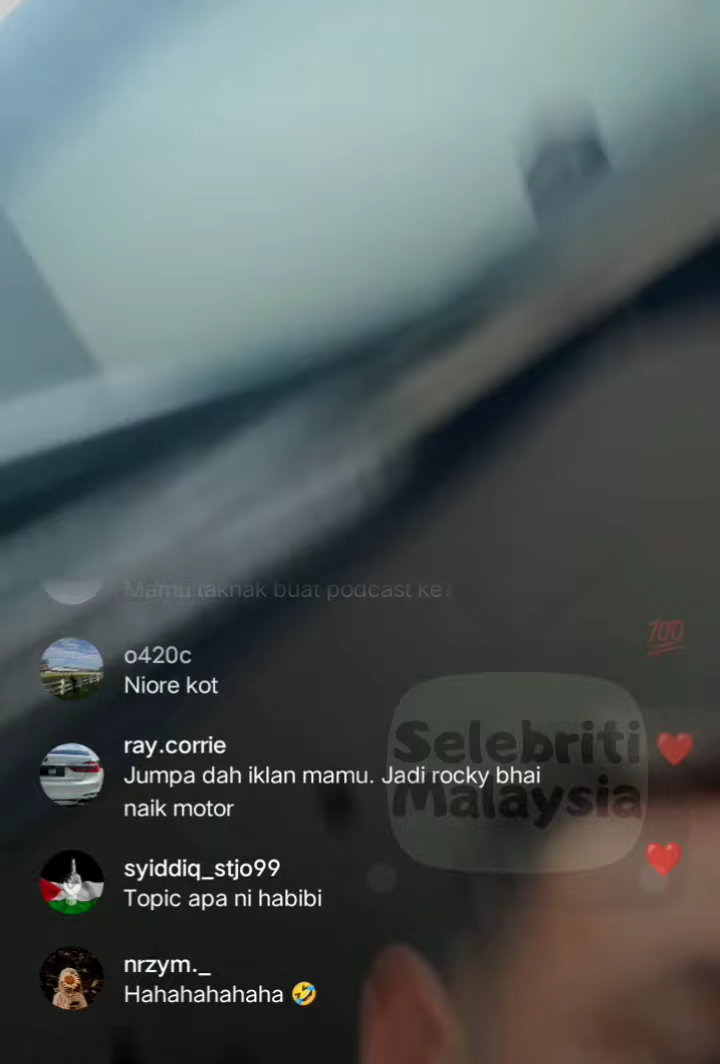 Mamu taknak buat podcast ke?
o420c
Niore kot
ray.corrie
Jumpa dah iklan mamu. Jadi rocky bhai
naik motor
syiddiq_stjo99
Topic apa ni habibi
nrzym._
Hahahahahaha 🤣
💯
Selebriti
Malaysia